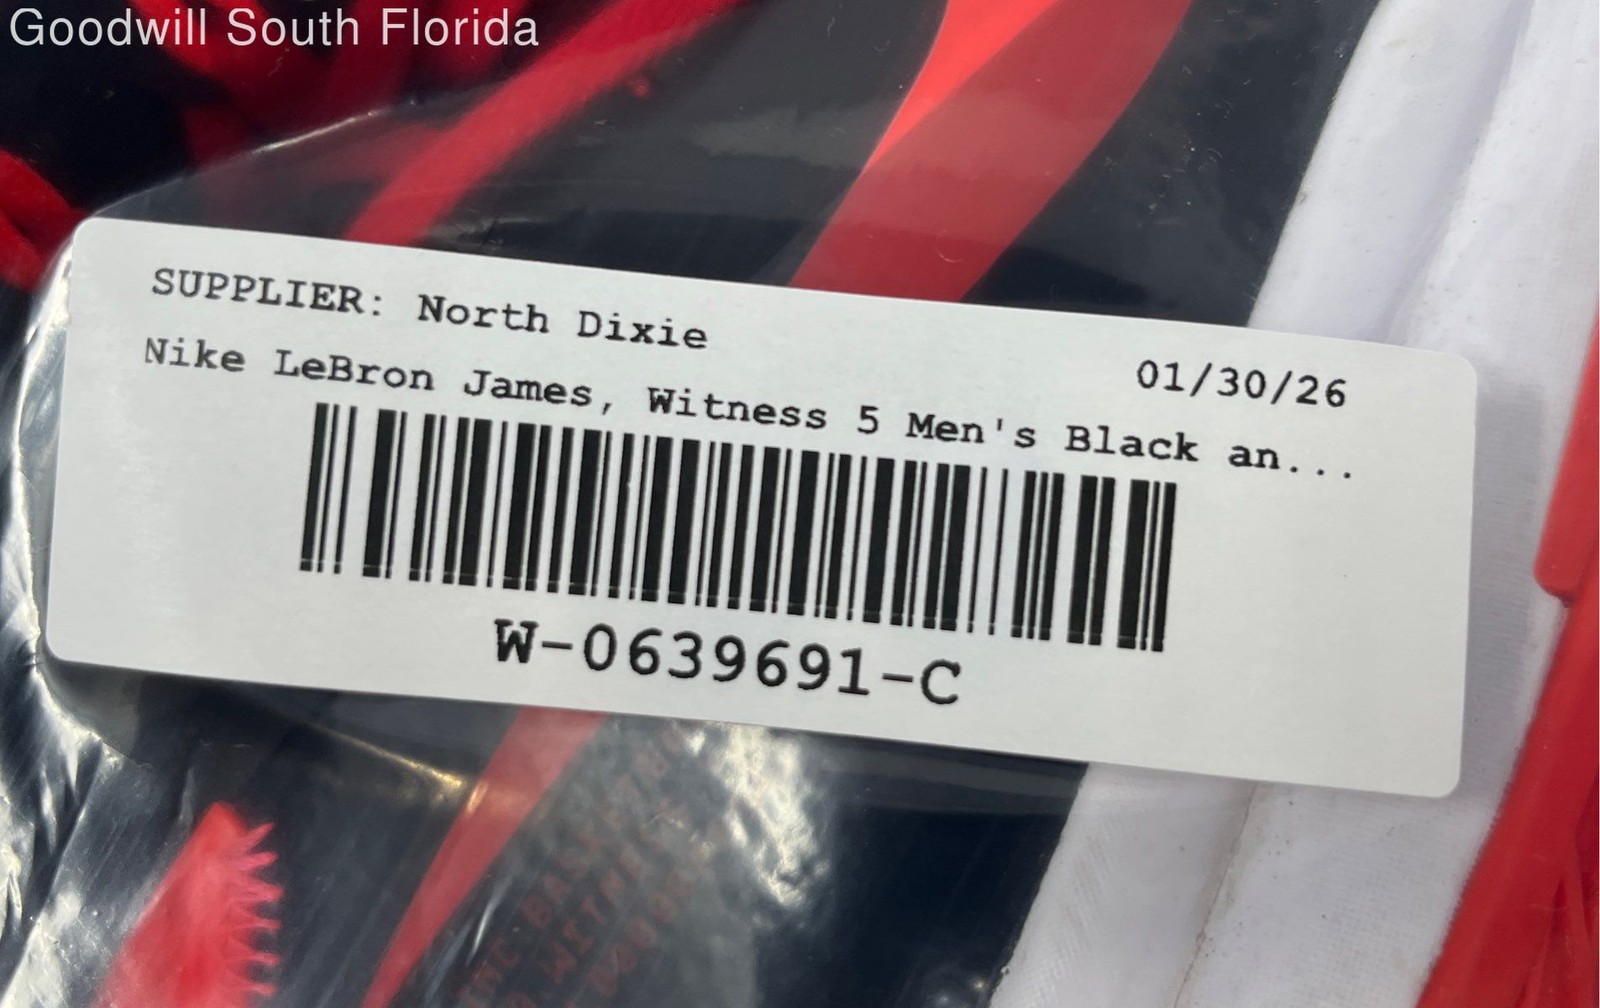 Goodwill South Florida
SUPPLIER: North Dixie
01/30/26
Nike LeBron James, Witness 5 Men's Black an...
W-0639691-C